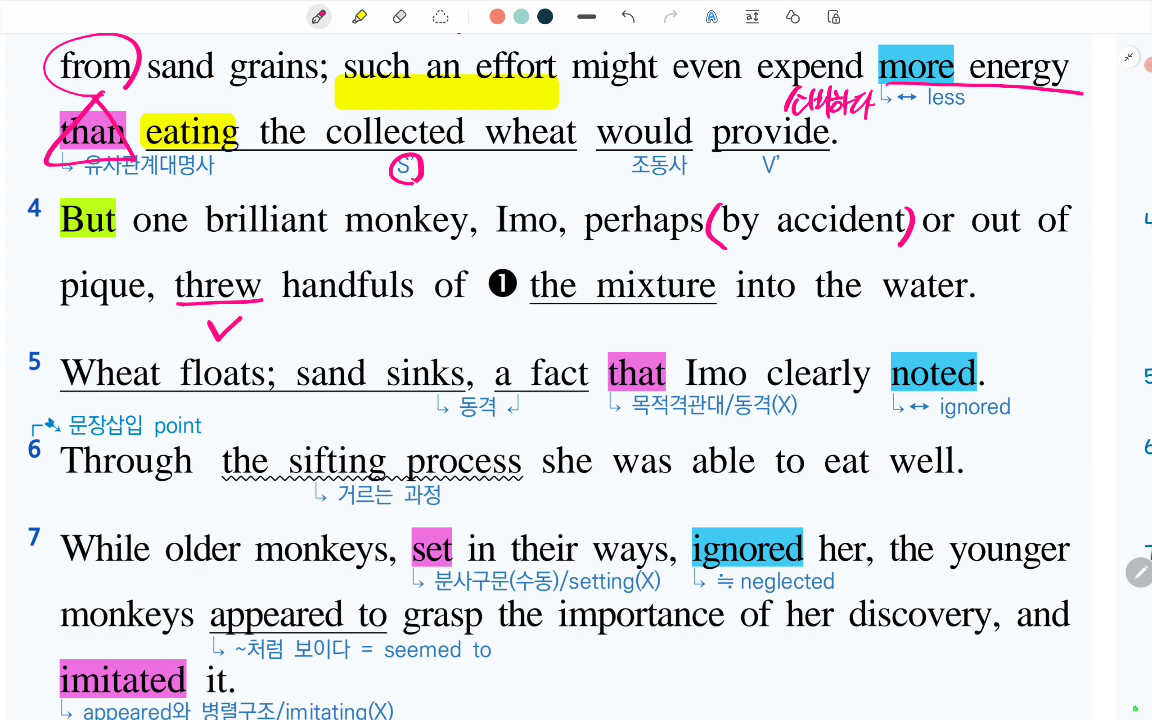 from sand grains; such an effort might even expend more energy
소비하다
↔ less
than eating the collected wheat would provide.
유사관계대명사
S'
조동사
V'
4 But one brilliant monkey, Imo, perhaps (by accident) or out of
pique, threw handfuls of ❶ the mixture into the water.
5 Wheat floats; sand sinks, a fact that Imo clearly noted.
동격
목적격관대/동격(X)
↔ ignored
문장삽입 point
6 Through the sifting process she was able to eat well.
거르는 과정
7 While older monkeys, set in their ways, ignored her, the younger
분사구문(수동)/setting(X)
≒ neglected
monkeys appeared to grasp the importance of her discovery, and
~처럼 보이다 = seemed to
imitated it.
appeared와 병렬구조/imitating(X)